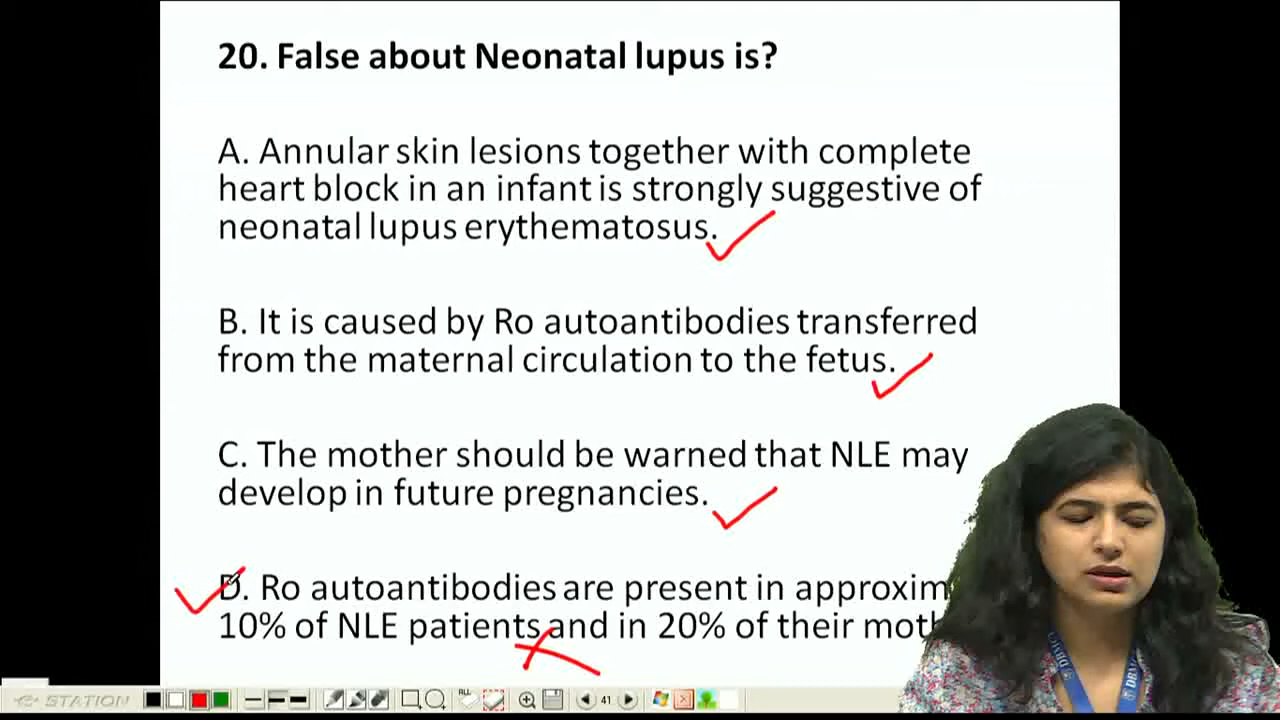 20. False about Neonatal lupus is?
A. Annular skin lesions together with complete
heart block in an infant is strongly suggestive of
neonatal lupus erythematosus.
B. It is caused by Ro autoantibodies transferred
from the maternal circulation to the fetus.
C. The mother should be warned that NLE may
develop in future pregnancies.
D. Ro autoantibodies are present in
10% of NLE patients and in 20% of their
STATION
41